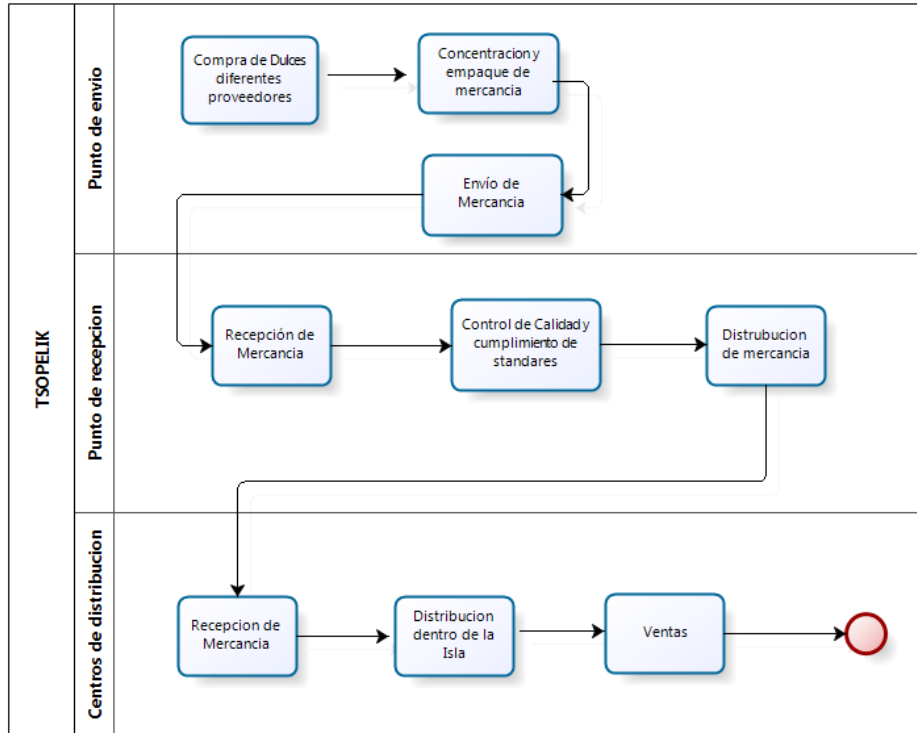 TSOPELIK
Punto de envio
Compra de Dulces
diferentes
proveedores
Concentracion y
empaque de
mercancia
Envío de
Mercancia
Punto de recepcion
Recepción de
Mercancia
Control de Calidad y
cumplimiento de
standares
Distrubucion
de mercancia
Centros de distribucion
Recepcion de
Mercancia
Distribucion
dentro de la
Isla
Ventas